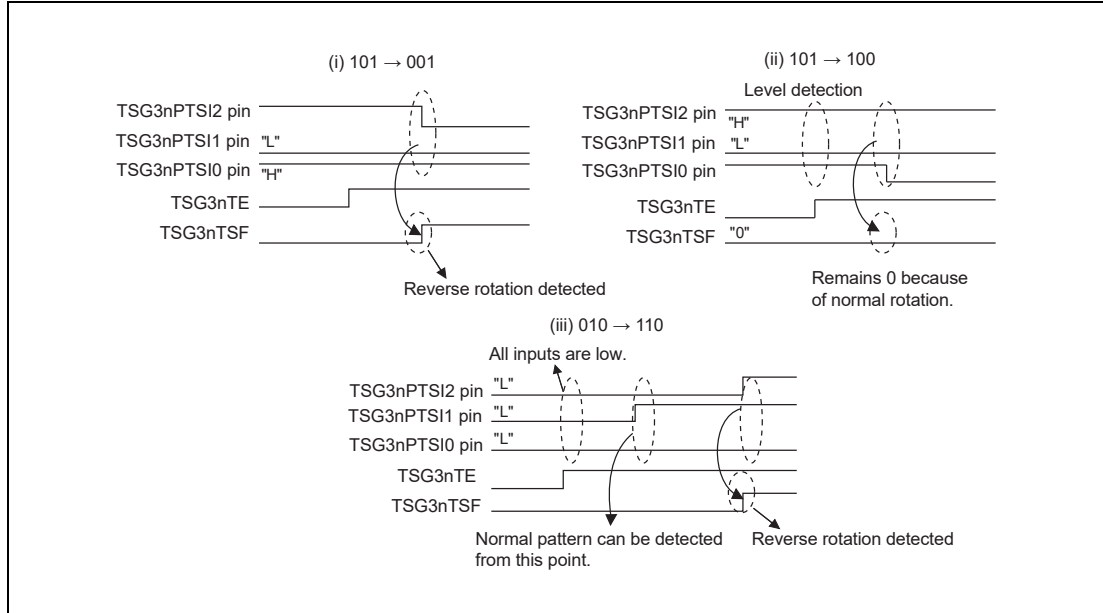 (i) 101 → 001
TSG3nPTSI2 pin
TSG3nPTSI1 pin "L"
TSG3nPTSI0 pin "H"
TSG3nTE
TSG3nTSF
Reverse rotation detected
(ii) 101 → 100
Level detection
TSG3nPTSI2 pin "H"
TSG3nPTSI1 pin "L"
TSG3nPTSI0 pin
TSG3nTE
TSG3nTSF "0"
Remains 0 because
of normal rotation.
(iii) 010 → 110
All inputs are low.
TSG3nPTSI2 pin "L"
TSG3nPTSI1 pin "L"
TSG3nPTSI0 pin "L"
TSG3nTE
TSG3nTSF
Normal pattern can be detected
from this point.
Reverse rotation detected